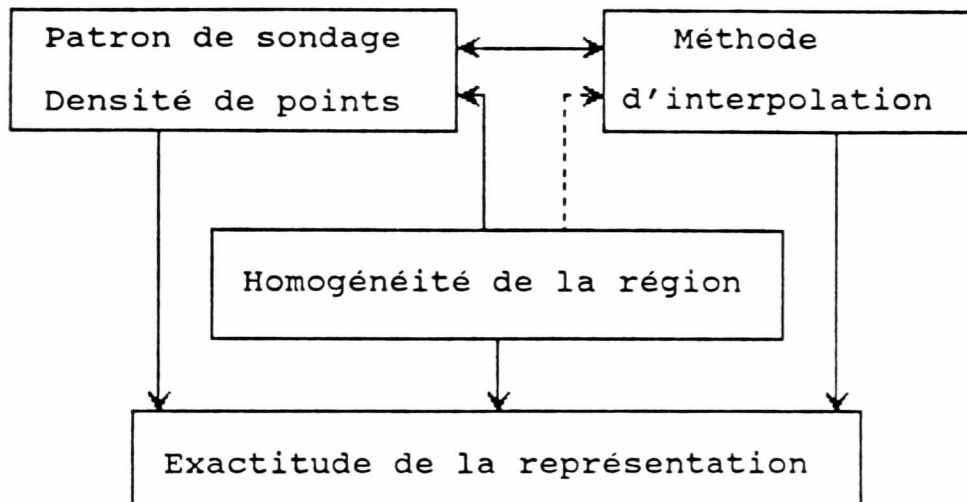 Patron de sondage
Densité de points
Méthode
d'interpolation
Homogénéité de la région
Exactitude de la représentation